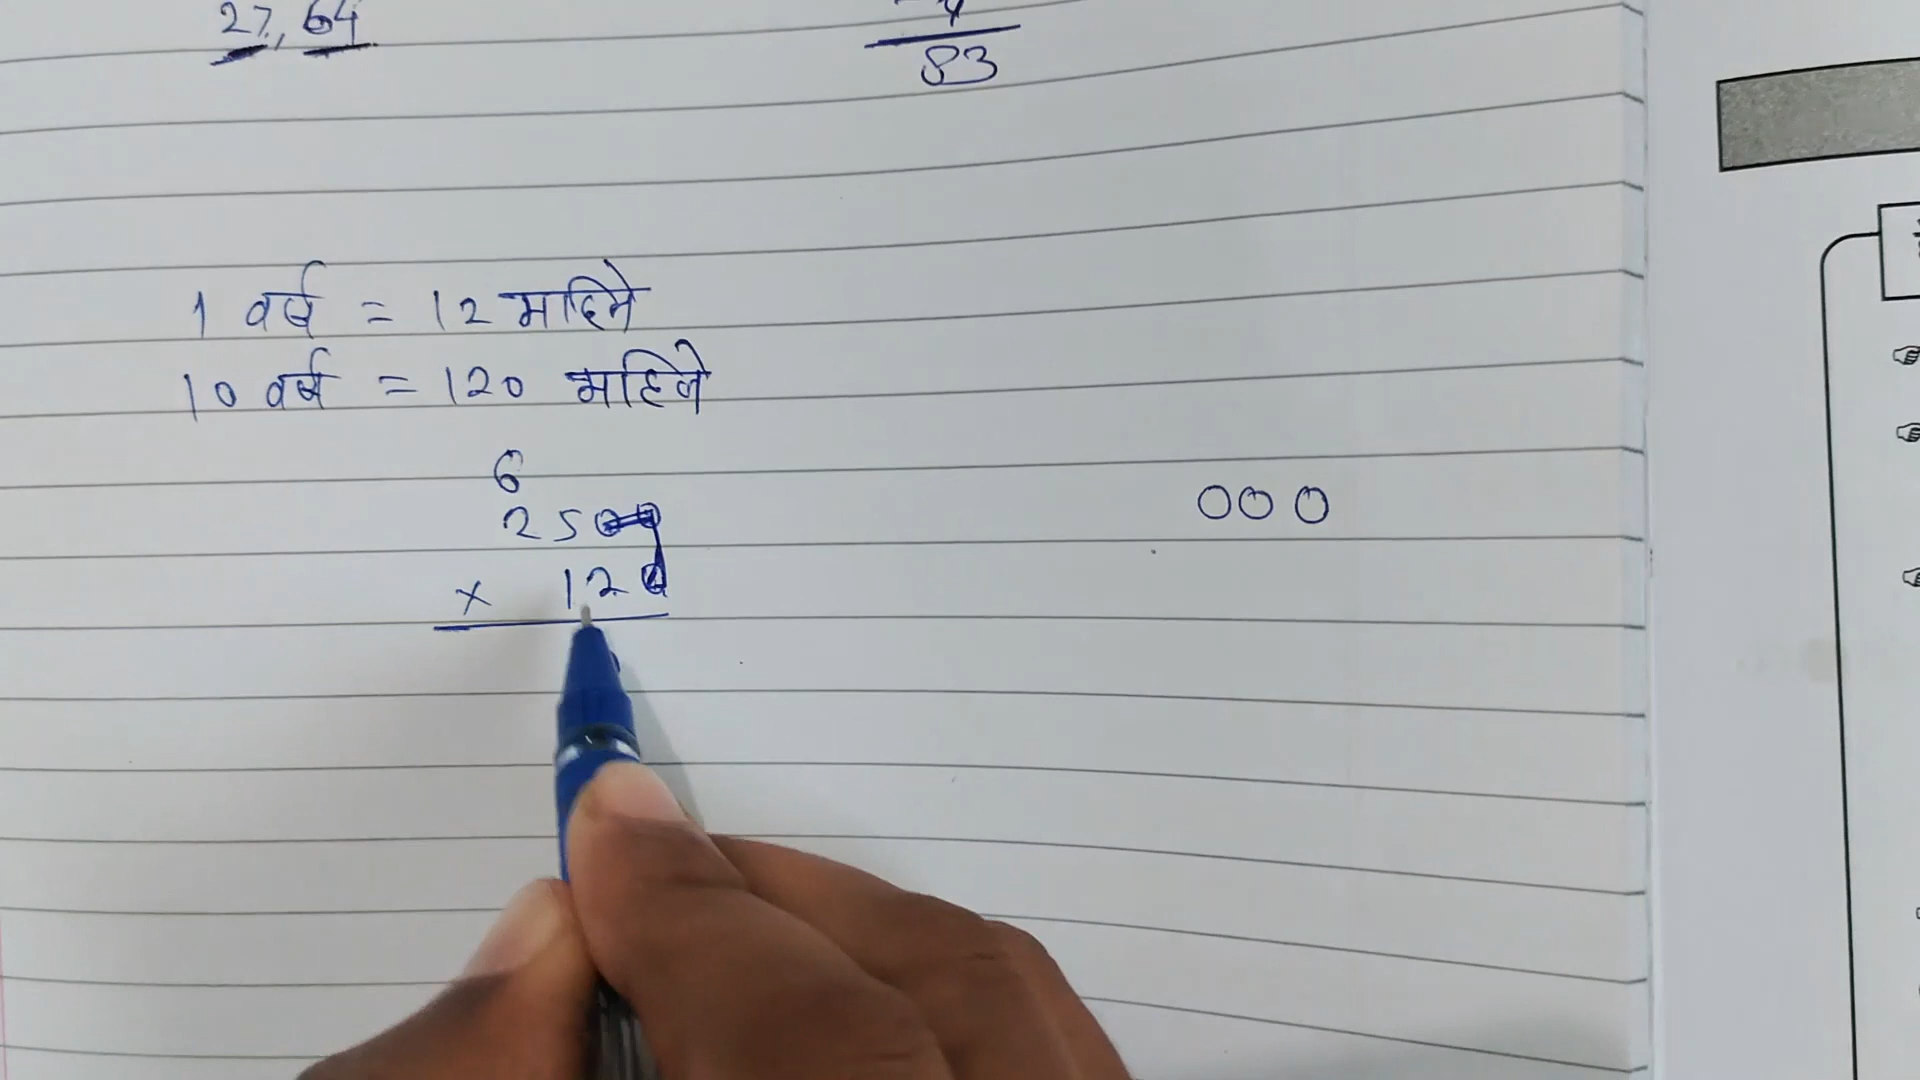 27, 64
83
1 वर्ष = 12 महिने
10 वर्ष = 120 महिने
6
2500
x 120
000